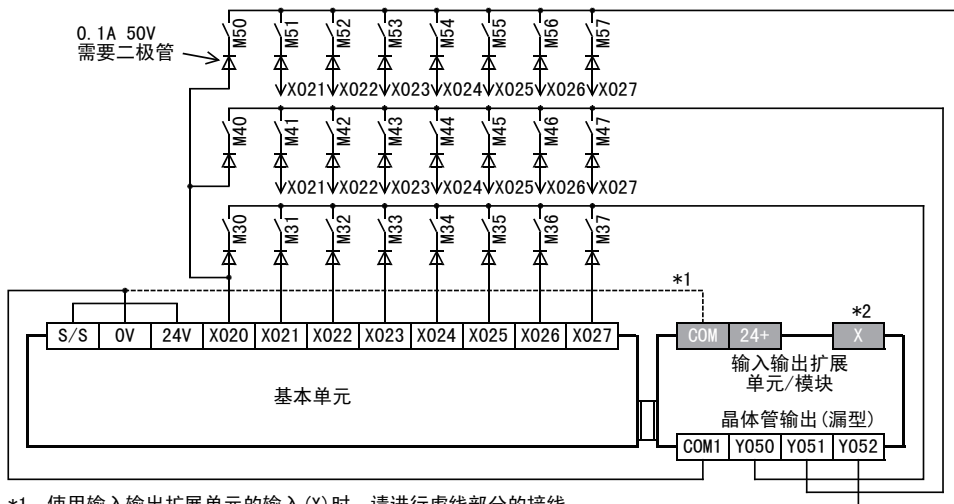 M50 M51 M52 M53 M54 M55 M56 M57
0.1A 50V
需要二极管
X021 X022 X023 X024 X025 X026 X027
M40 M41 M42 M43 M44 M45 M46 M47
X021 X022 X023 X024 X025 X026 X027
M30 M31 M32 M33 M34 M35 M36 M37
*1
*2
S/S 0V 24V X020 X021 X022 X023 X024 X025 X026 X027
COM 24+ X
基本单元
输入输出扩展
单元/模块
晶体管输出(漏型)
COM1 Y050 Y051 Y052
*1 使用输入输出扩展单元的输入(X)时，请进行虚线部分的接线